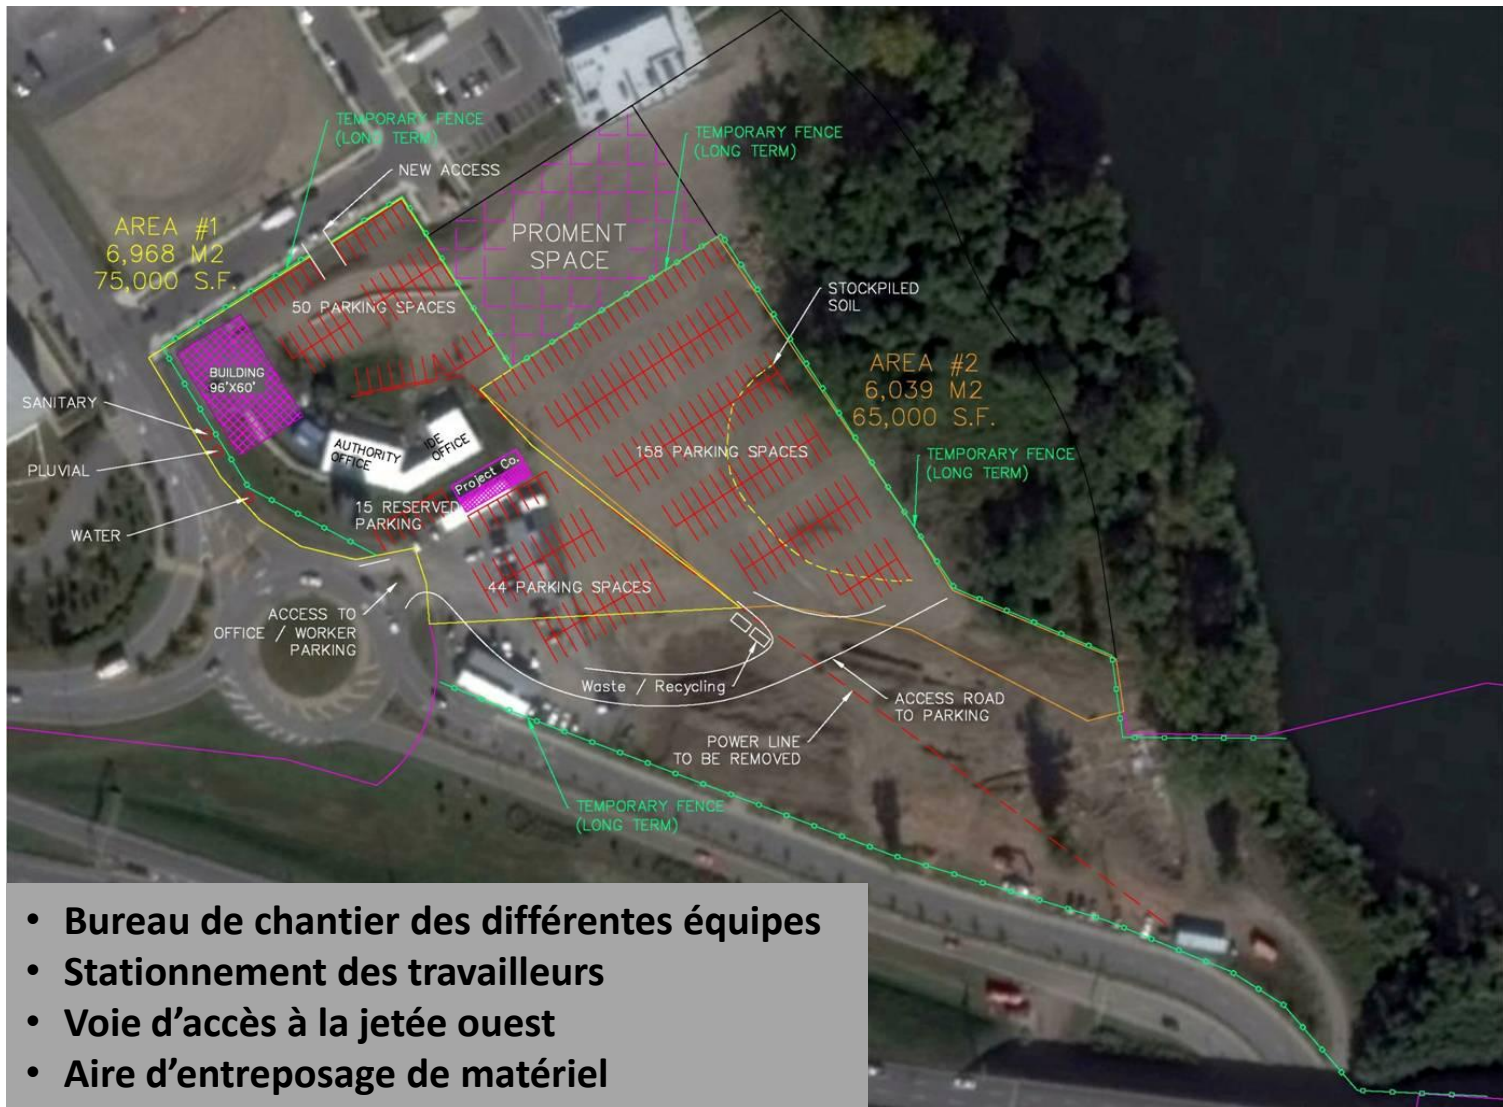 TEMPORARY FENCE
(LONG TERM)
TEMPORARY FENCE
(LONG TERM)
NEW ACCESS
AREA #1
6,968 M2
75,000 S.F.
PROMENT
SPACE
STOCKPILED
SOIL
50 PARKING SPACES
AREA #2
6,039 M2
65,000 S.F.
BUILDING
96'X60'
SANITARY
AUTHORITY
OFFICE
IDE
OFFICE
158 PARKING SPACES
TEMPORARY FENCE
(LONG TERM)
PLUVIAL
Project Co.
15 RESERVED
PARKING
WATER
44 PARKING SPACES
ACCESS TO
OFFICE / WORKER
PARKING
Waste / Recycling
ACCESS ROAD
TO PARKING
POWER LINE
TO BE REMOVED
TEMPORARY FENCE
(LONG TERM)
• Bureau de chantier des différentes équipes
• Stationnement des travailleurs
• Voie d'accès à la jetée ouest
• Aire d'entreposage de matériel